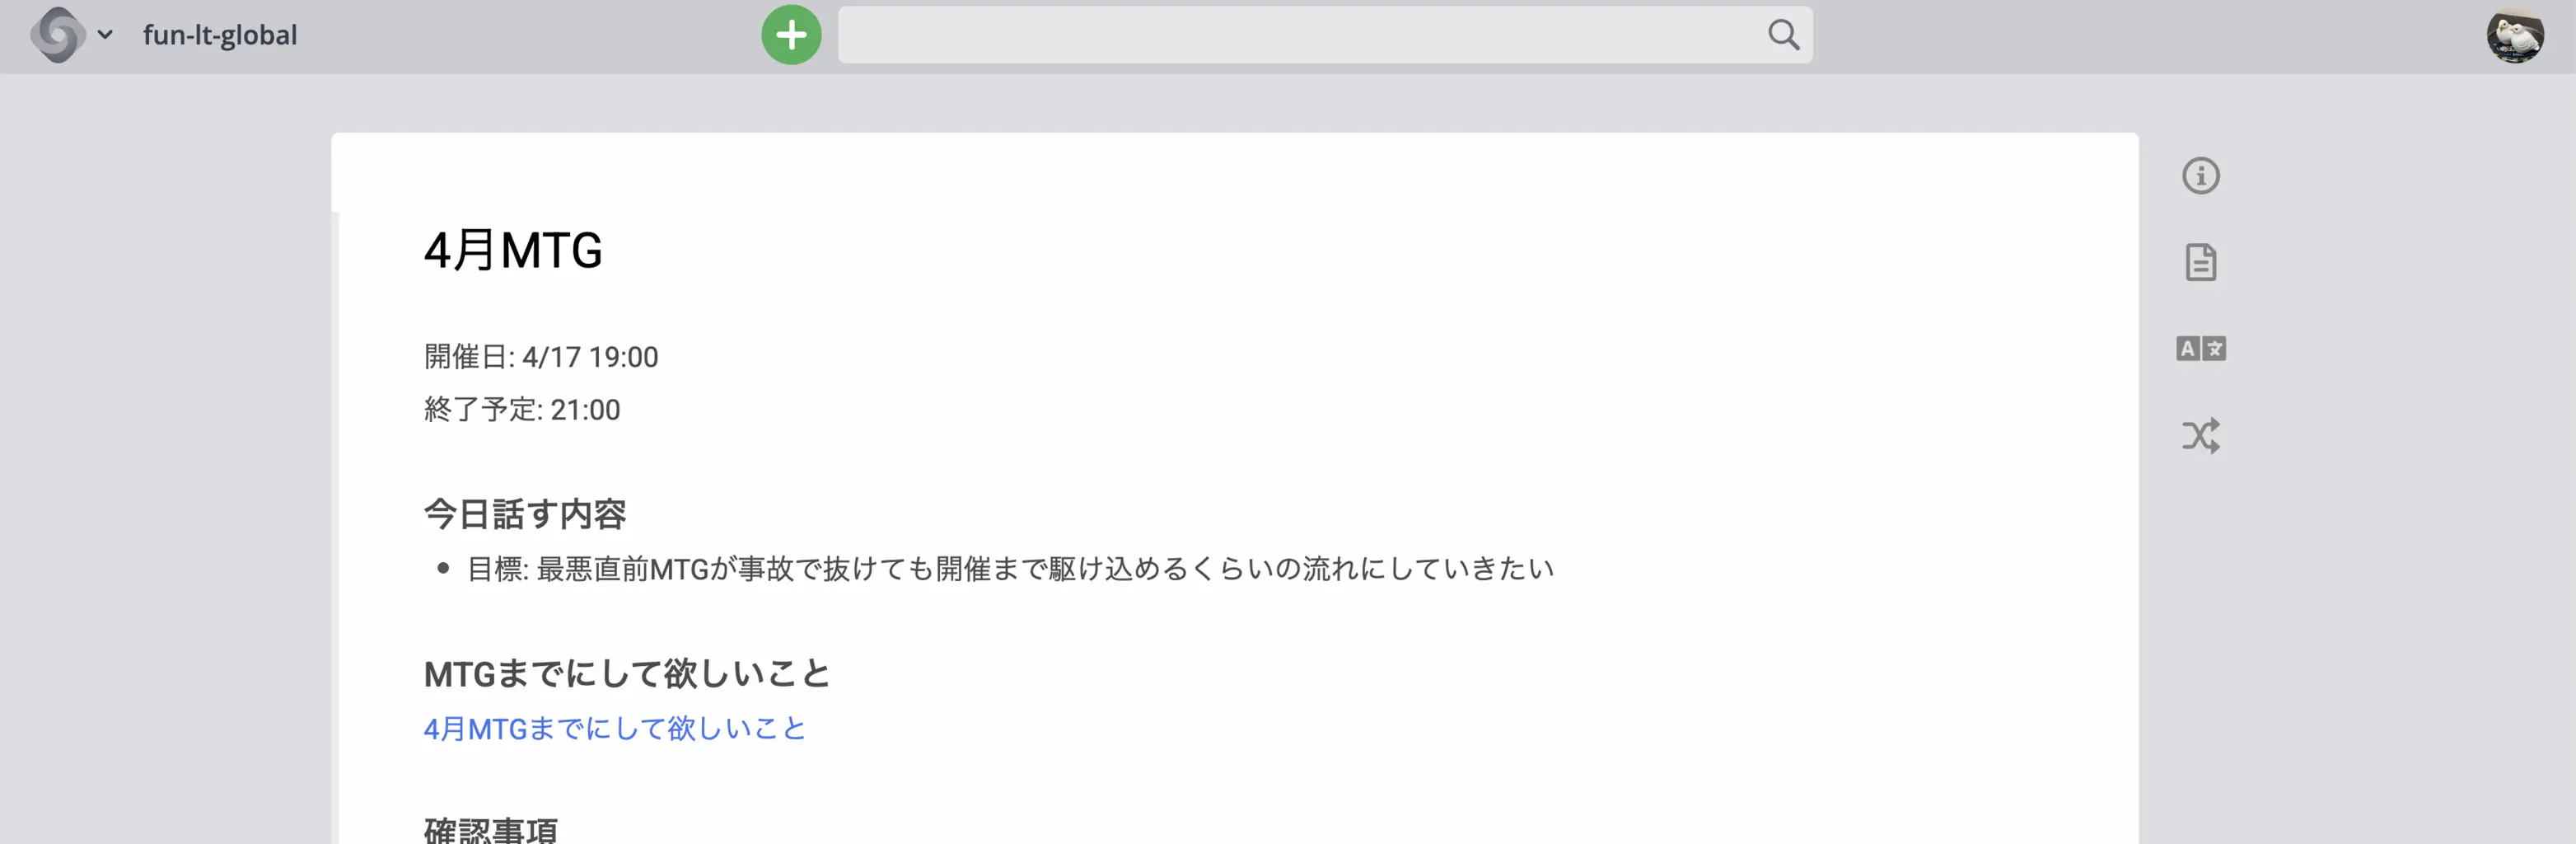 fun-lt-global
4月MTG
開催日: 4/17 19:00
終了予定: 21:00
今日話す内容
• 目標: 最悪直前MTGが事故で抜けても開催まで駆け込めるくらいの流れにしていきたい
MTGまでにして欲しいこと
4月MTGまでにして欲しいこと
確認事項